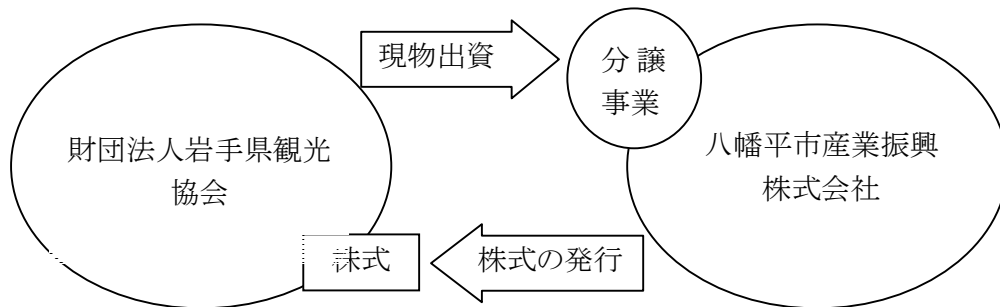 現物出資
分譲
事業
財団法人岩手県観光
協会
八幡平市産業振興
株式会社
株式
株式の発行